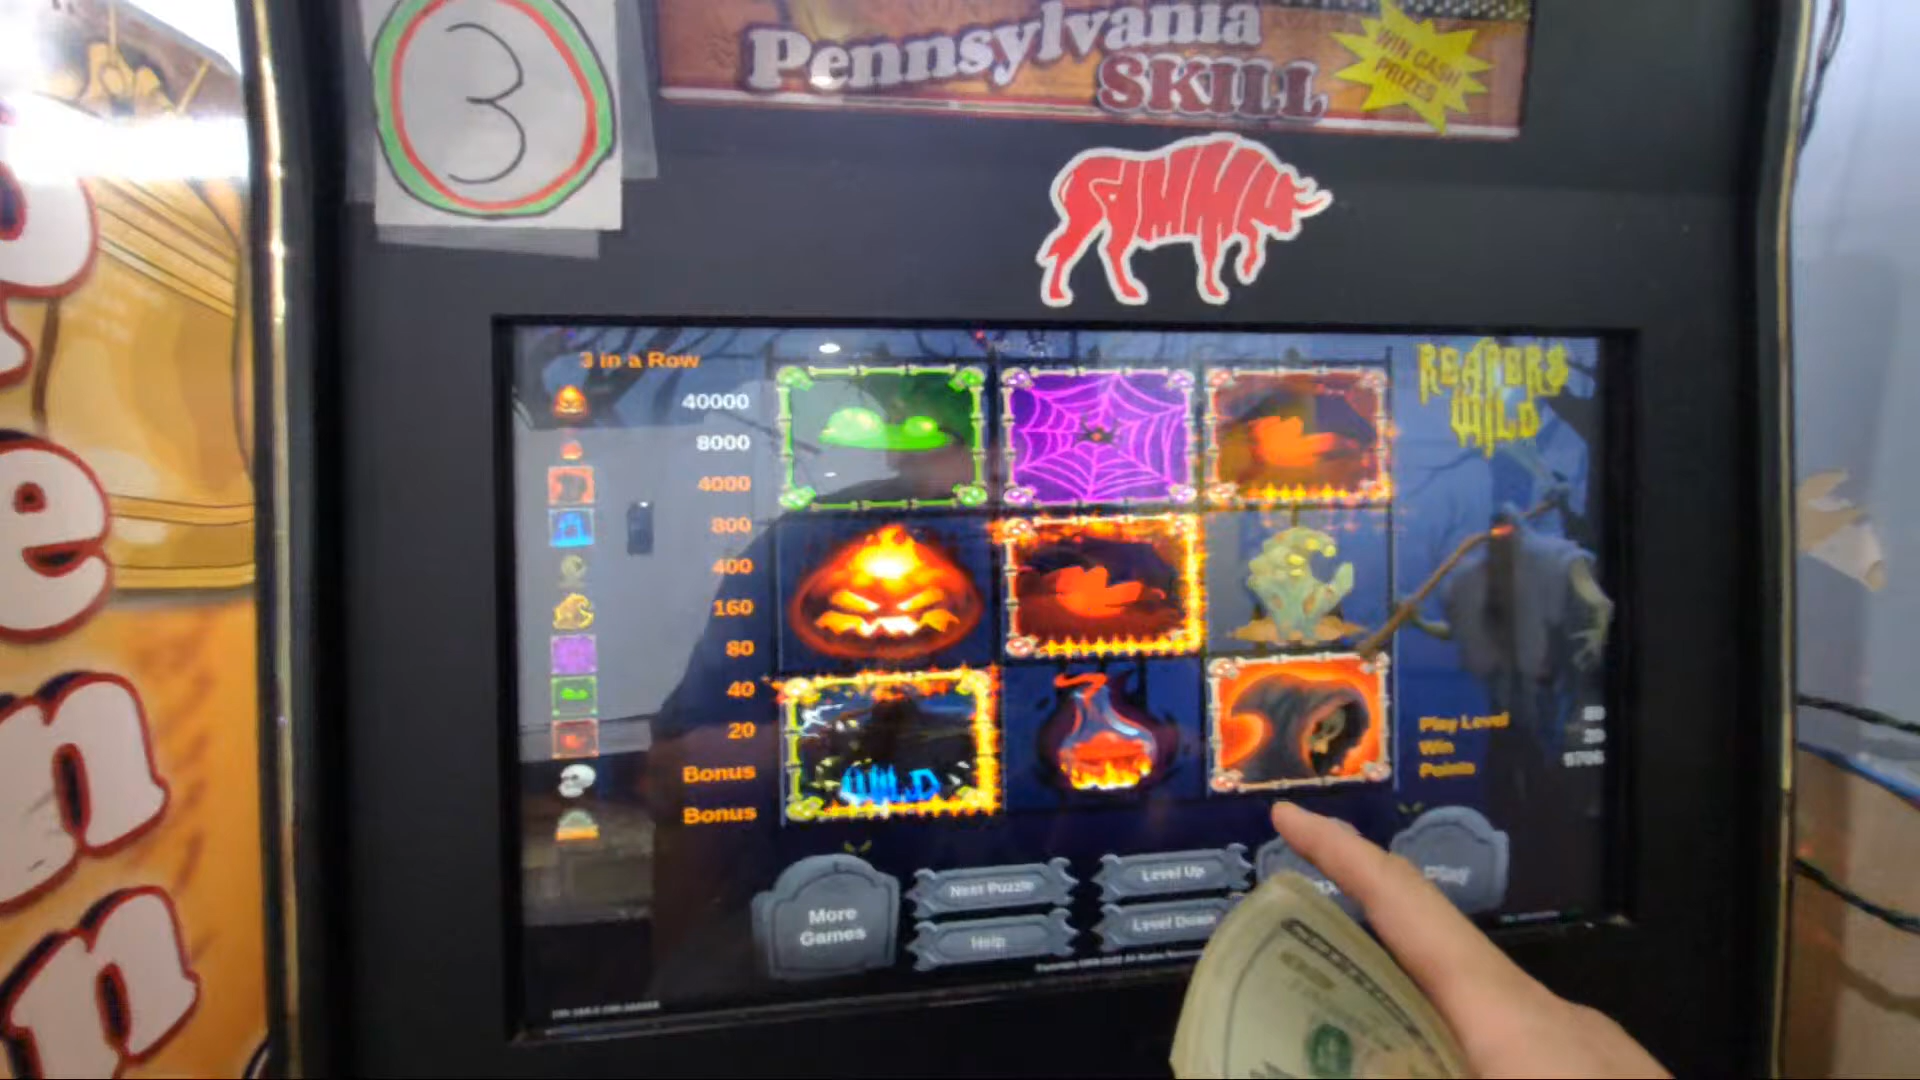 3
Pennsylvania
SKILL
WIN CASH
PRIZES
SAMMY
3 in a Row
REAPERS
WILD
40000
8000
4000
800
400
160
80
40
20
Bonus
Bonus
WILD
Play Level
Win
Points
More
Games
Next Puzzle
Help
Level Up
Level Down
Play
e
n
n